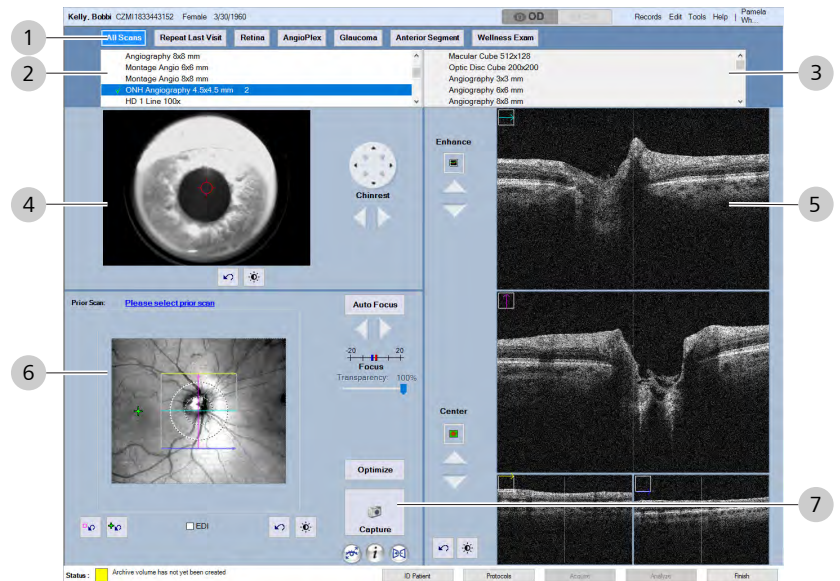 Kelly, Bobbi CZMI1833443152 Female 3/30/1960
OD
Records Edit Tools Help | Pamela Wh...
1
All Scans Repeat Last Visit Retina AngioPlex Glaucoma Anterior Segment Wellness Exam
2
Angiography 8x8 mm
Montage Angio 6x6 mm
Montage Angio 8x8 mm
ONH Angiography 4.5x4.5 mm 2
HD 1 Line 100x
Macular Cube 512x128
Optic Disc Cube 200x200
Angiography 3x3 mm
Angiography 6x6 mm
Angiography 8x8 mm
3
4
Chinrest
Enhance
5
Prior Scan: Please select prior scan
Auto Focus
-20 20
Focus
Transparency: 100%
6
Center
Optimize
Capture
7
EDI
Status : Archive volume has not yet been created
ID Patient Protocols Acquire Analyze Finish